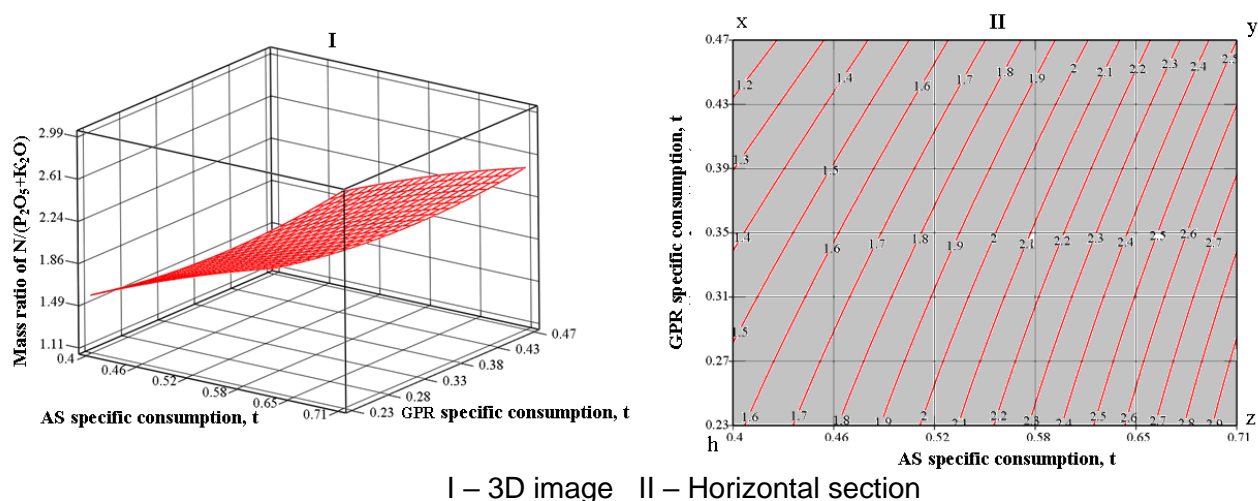 I
Mass ratio of N/(P₂O₅+K₂O)
2.99
2.61
2.24
1.86
1.49
1.11
0.4
0.46
0.52
0.58
0.65
0.71
0.23
0.28
0.33
0.38
0.43
0.47
AS specific consumption, t
GPR specific consumption, t
x II y
GPR specific consumption, t
0.47
0.43
0.39
0.35
0.31
0.27
0.23
1.2 1.4 1.6 1.7 1.8 1.9 2 2.1 2.2 2.3 2.4 2.5
1.3 1.5
1.4 1.6 1.7 1.8 1.9 2 2.1 2.2 2.3 2.4 2.5 2.6 2.7
1.5
1.6 1.7 1.8 1.9 2 2.1 2.2 2.3 2.4 2.5 2.6 2.7 2.8 2.9
h z
0.4 0.46 0.52 0.58 0.65 0.71
AS specific consumption, t
I – 3D image II – Horizontal section